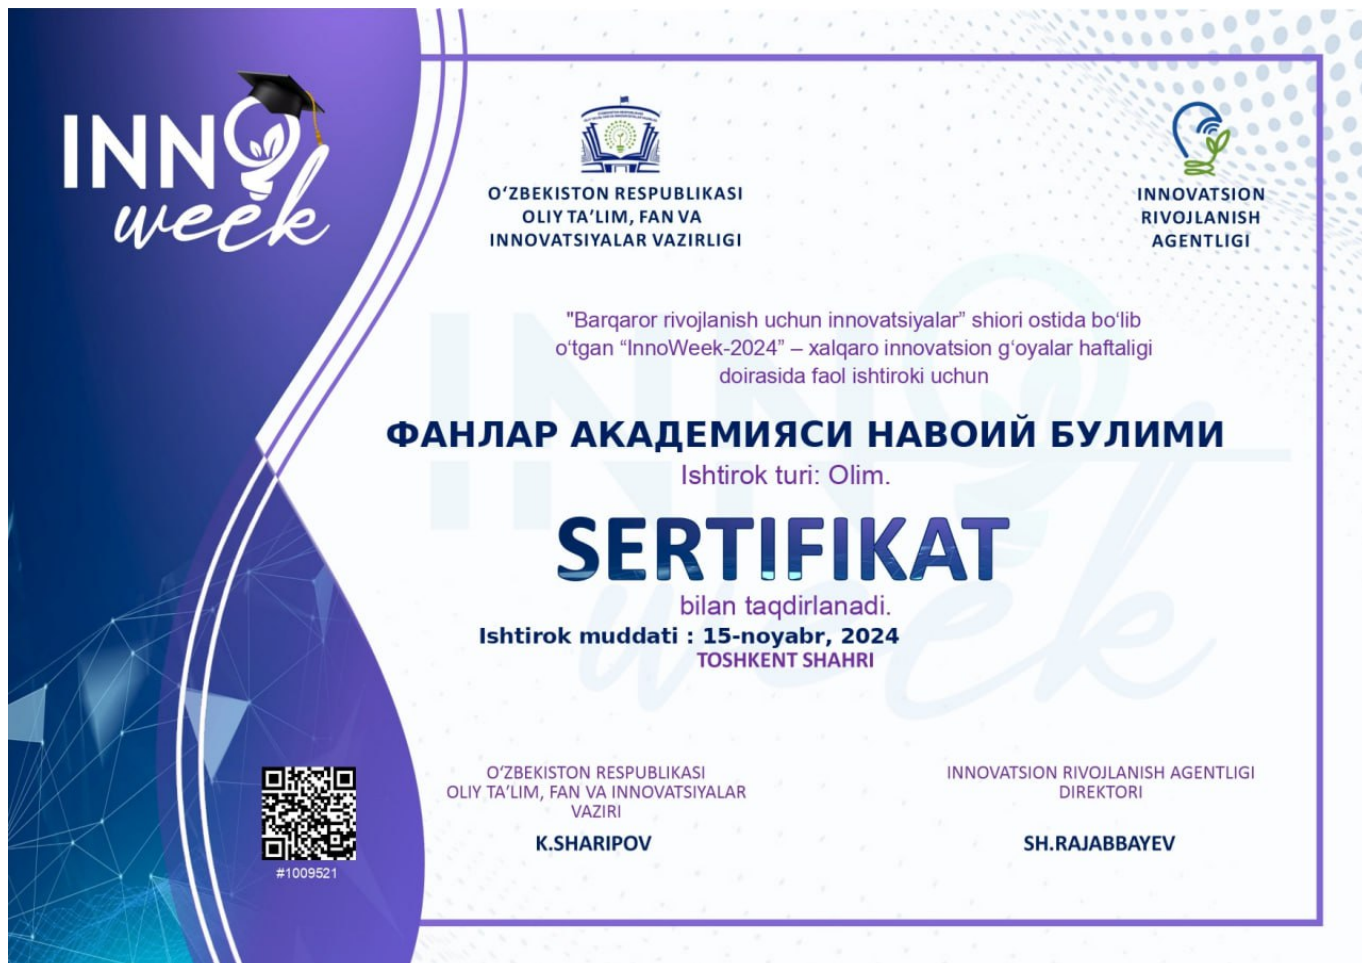 INNO
week
O‘ZBEKISTON RESPUBLIKASI
OLIY TA’LIM, FAN VA
INNOVATSIYALAR VAZIRLIGI
INNOVATSION
RIVOJLANISH
AGENTLIGI
"Barqaror rivojlanish uchun innovatsiyalar” shiori ostida bo‘lib
o‘tgan “InnoWeek-2024” – xalqaro innovatsion g‘oyalar haftaligi
doirasida faol ishtiroki uchun
ФАНЛАР АКАДЕМИЯСИ НАВОИЙ БУЛИМИ
Ishtirok turi: Olim.
SERTIFIKAT
bilan taqdirlanadi.
Ishtirok muddati : 15-noyabr, 2024
TOSHKENT SHAHRI
O‘ZBEKISTON RESPUBLIKASI
OLIY TA’LIM, FAN VA INNOVATSIYALAR
VAZIRI
K.SHARIPOV
INNOVATSION RIVOJLANISH AGENTLIGI
DIREKTORI
SH.RAJABBAYEV
#1009521